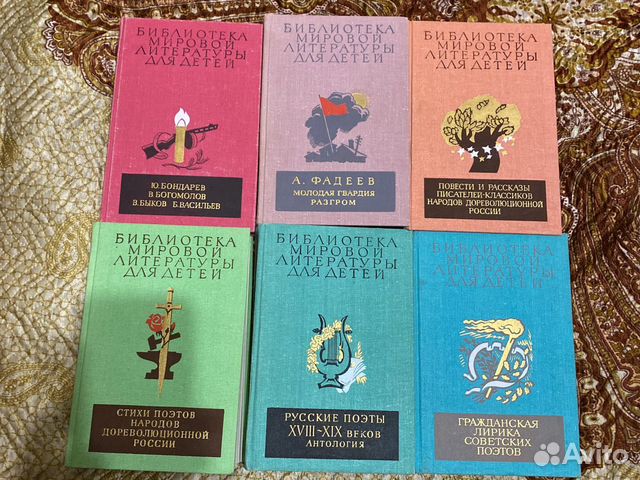 БИБЛИОТЕКА
МИРОВОЙ
ЛИТЕРАТУРЫ
ДЛЯ ДЕТЕЙ
Ю. БОНДАРЕВ
В. БОГОМОЛОВ
В. БЫКОВ Б. ВАСИЛЬЕВ
БИБЛИОТЕКА
МИРОВОЙ
ЛИТЕРАТУРЫ
ДЛЯ ДЕТЕЙ
А. ФАДЕЕВ
МОЛОДАЯ ГВАРДИЯ
РАЗГРОМ
БИБЛИОТЕКА
МИРОВОЙ
ЛИТЕРАТУРЫ
ДЛЯ ДЕТЕЙ
ПОВЕСТИ И РАССКАЗЫ
ПИСАТЕЛЕЙ-КЛАССИКОВ
НАРОДОВ ДОРЕВОЛЮЦИОННОЙ
РОССИИ
БИБЛИОТЕКА
МИРОВОЙ
ЛИТЕРАТУРЫ
ДЛЯ ДЕТЕЙ
СТИХИ ПОЭТОВ
НАРОДОВ
ДОРЕВОЛЮЦИОННОЙ
РОССИИ
БИБЛИОТЕКА
МИРОВОЙ
ЛИТЕРАТУРЫ
ДЛЯ ДЕТЕЙ
РУССКИЕ ПОЭТЫ
XVIII–XIX ВЕКОВ
АНТОЛОГИЯ
БИБЛИОТЕКА
МИРОВОЙ
ЛИТЕРАТУРЫ
ДЛЯ ДЕТЕЙ
ГРАЖДАНСКАЯ
ЛИРИКА
СОВЕТСКИХ
ПОЭТОВ
Avito